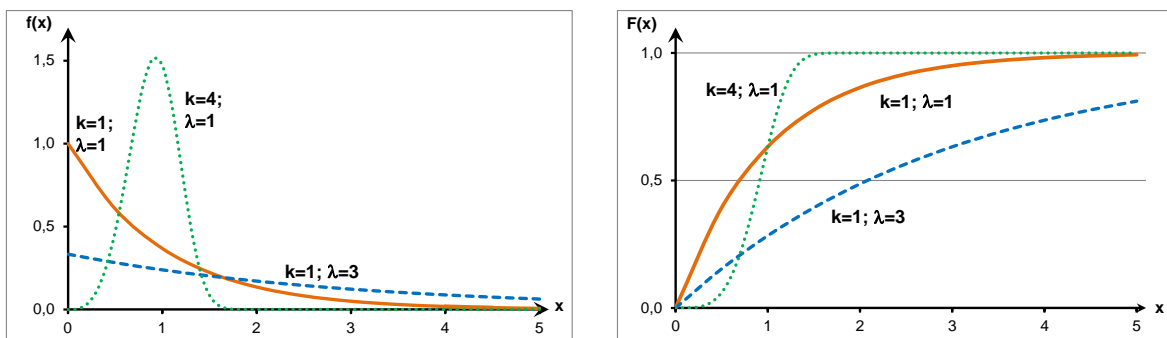 f(x)
1,5
k=4;
λ=1
k=1;
λ=1
1,0
0,5
k=1; λ=3
0,0
x
0 1 2 3 4 5
F(x)
1,0
k=4; λ=1
k=1; λ=1
0,5
k=1; λ=3
0,0
x
0 1 2 3 4 5